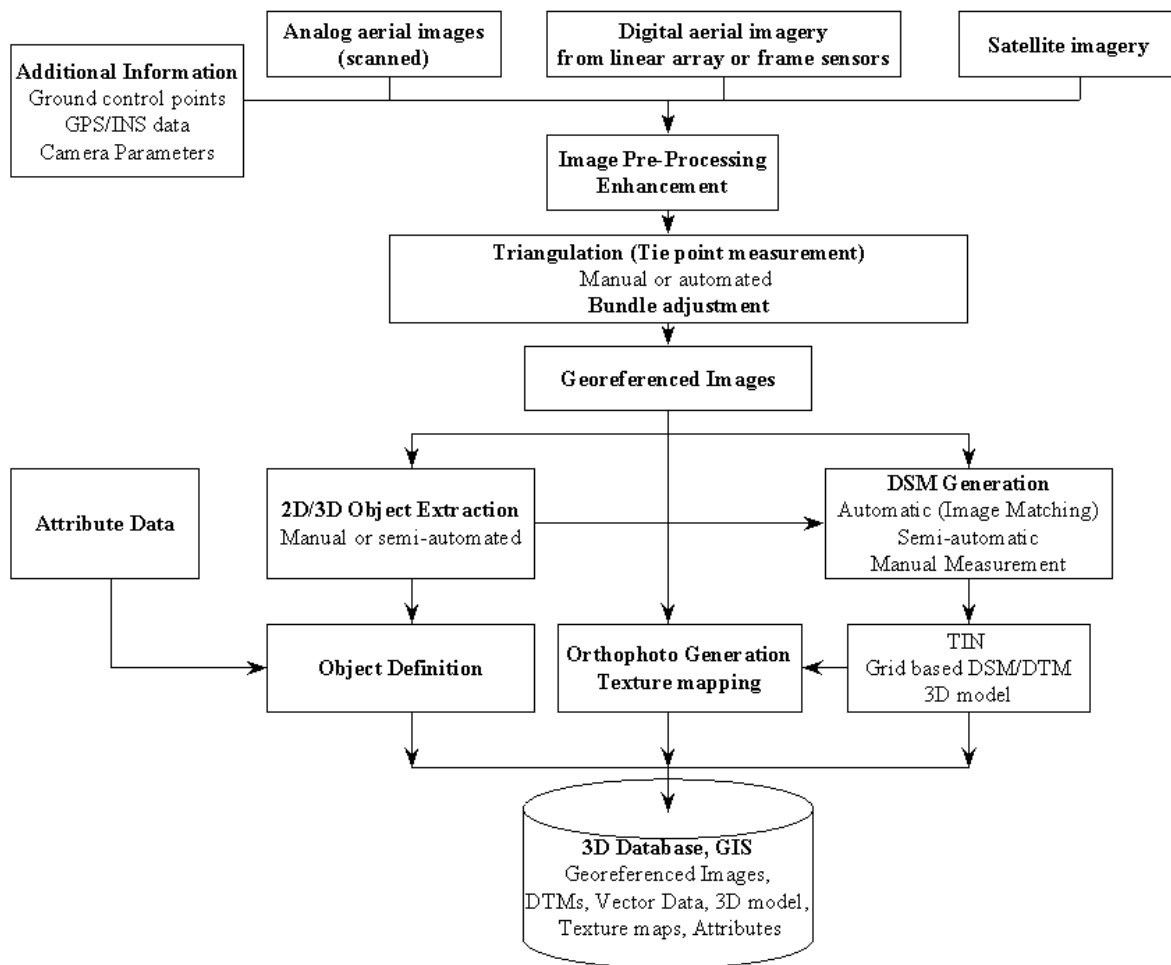 Analog aerial images
(scanned)
Digital aerial imagery
from linear array or frame sensors
Satellite imagery
Additional Information
Ground control points
GPS/INS data
Camera Parameters
Image Pre-Processing
Enhancement
Triangulation (Tie point measurement)
Manual or automated
Bundle adjustment
Georeferenced Images
Attribute Data
2D/3D Object Extraction
Manual or semi-automated
DSM Generation
Automatic (Image Matching)
Semi-automatic
Manual Measurement
Object Definition
Orthophoto Generation
Texture mapping
TIN
Grid based DSM/DTM
3D model
3D Database, GIS
Georeferenced Images,
DTMs, Vector Data, 3D model,
Texture maps, Attributes